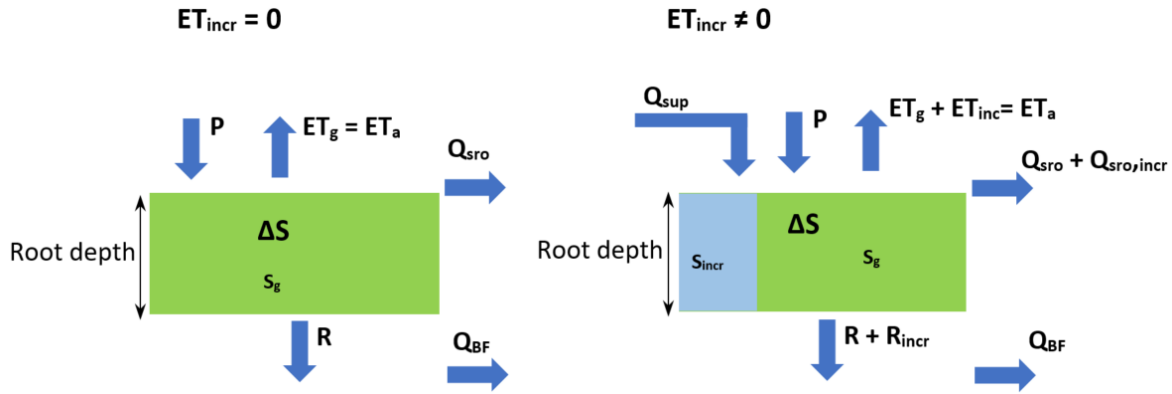 ETincr = 0
P
ETg = ETa
Qsro
Root depth
ΔS
Sg
R
QBF
ETincr ≠ 0
Qsup
P
ETg + ETinc= ETa
Qsro + Qsro,incr
Root depth
ΔS
Sincr
Sg
R + Rincr
QBF